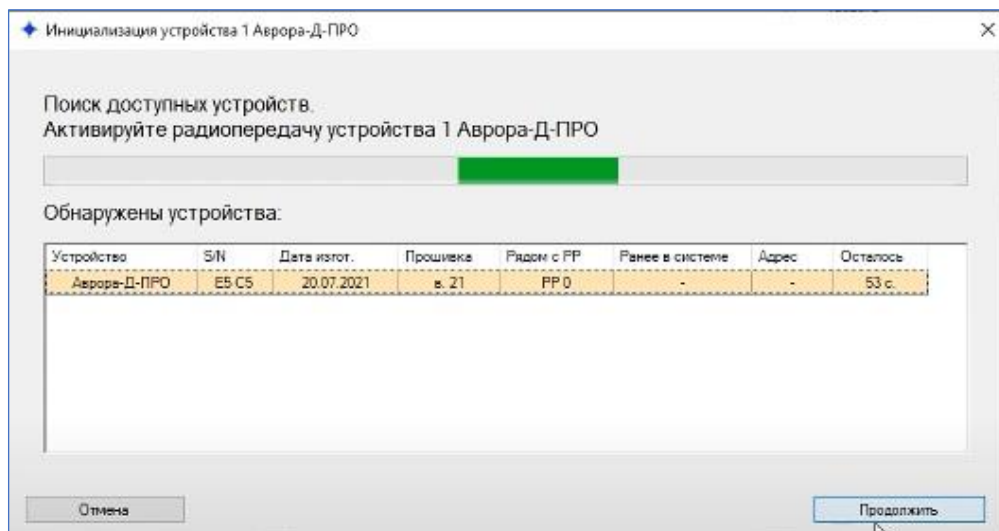 Инициализация устройства 1 Аврора-Д-ПРО
Поиск доступных устройств.
Активируйте радиопередачу устройства 1 Аврора-Д-ПРО
Обнаружены устройства:
Устройство S/N Дата изгот. Прошивка Рядом с РР Ранее в системе Адрес Осталось
Аврора-Д-ПРО E5 C5 20.07.2021 в. 21 РР 0 - - 53 с.
Отмена Продолжить